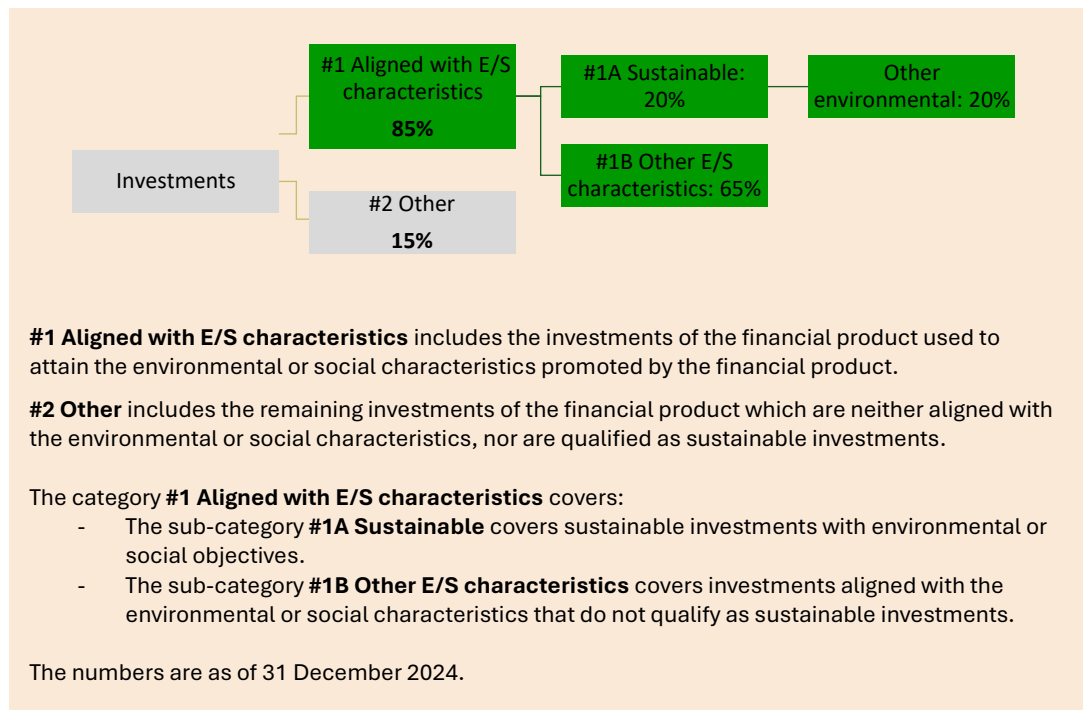 #1 Aligned with E/S
characteristics
85%
#1A Sustainable:
20%
Other
environmental: 20%
Investments
#1B Other E/S
characteristics: 65%
#2 Other
15%
#1 Aligned with E/S characteristics includes the investments of the financial product used to
attain the environmental or social characteristics promoted by the financial product.
#2 Other includes the remaining investments of the financial product which are neither aligned with
the environmental or social characteristics, nor are qualified as sustainable investments.
The category #1 Aligned with E/S characteristics covers:
- The sub-category #1A Sustainable covers sustainable investments with environmental or
social objectives.
- The sub-category #1B Other E/S characteristics covers investments aligned with the
environmental or social characteristics that do not qualify as sustainable investments.
The numbers are as of 31 December 2024.